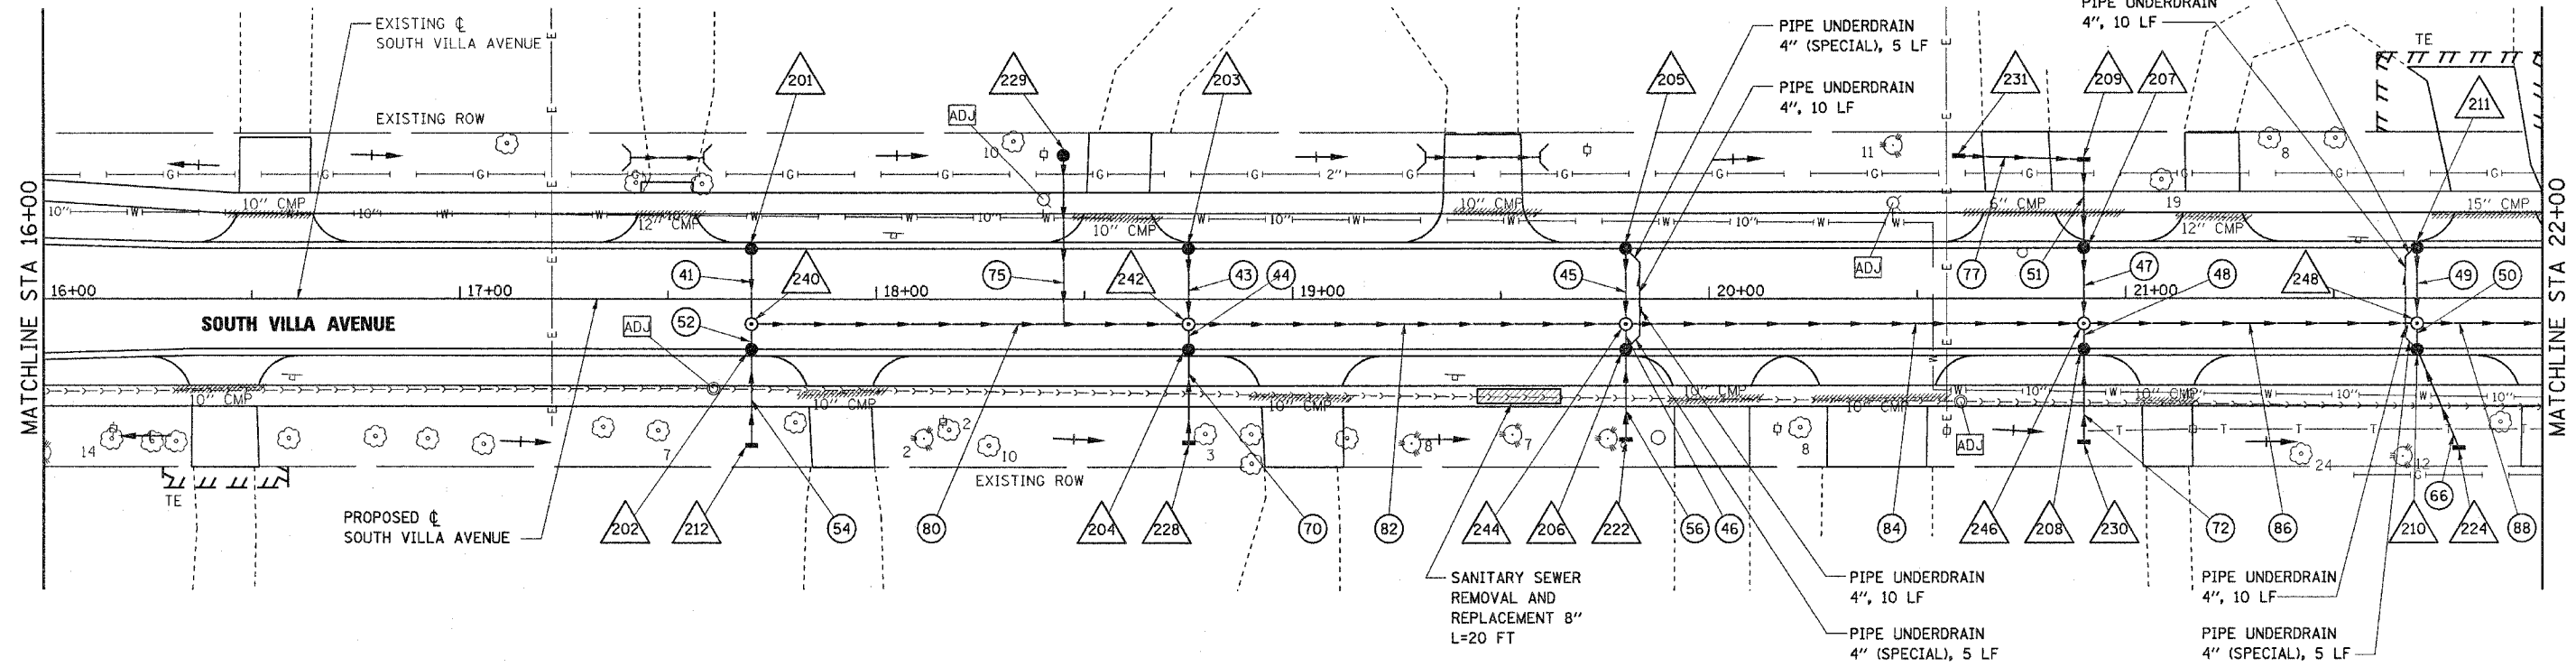 PIPE UNDERDRAIN
4", 10 LF
EXISTING ℄
SOUTH VILLA AVENUE
PIPE UNDERDRAIN
4" (SPECIAL), 5 LF
PIPE UNDERDRAIN
4", 10 LF
TE
201
229
203
205
231
209
207
211
EXISTING ROW
ADJ
10
11
8
G G G G G G 2" G G G G G G G
MATCHLINE STA 16+00
MATCHLINE STA 22+00
10" CMP
12" CMP
10" CMP
10" CMP
6" CMP
19
12" CMP
15" CMP
10" W 10" W W 10" W W 10" W W 10" W W
41
240
75
242
43
44
45
ADJ
77
51
47
48
248
49
50
16+00
17+00
18+00
19+00
20+00
21+00
SOUTH VILLA AVENUE
ADJ
52
10" CMP
10" CMP
10" CMP
10" CMP
10" CMP
10" CMP
W 10" W W 10" W 10"
14
7
2
2
10
3
8
7
8
ADJ
T T T T T
24
12
G
EXISTING ROW
TE
66
PROPOSED ℄
SOUTH VILLA AVENUE
202
212
54
80
204
228
70
82
244
206
222
56
46
84
246
208
230
72
86
210
224
88
SANITARY SEWER
REMOVAL AND
REPLACEMENT 8"
L=20 FT
PIPE UNDERDRAIN
4", 10 LF
PIPE UNDERDRAIN
4" (SPECIAL), 5 LF
PIPE UNDERDRAIN
4", 10 LF
PIPE UNDERDRAIN
4" (SPECIAL), 5 LF